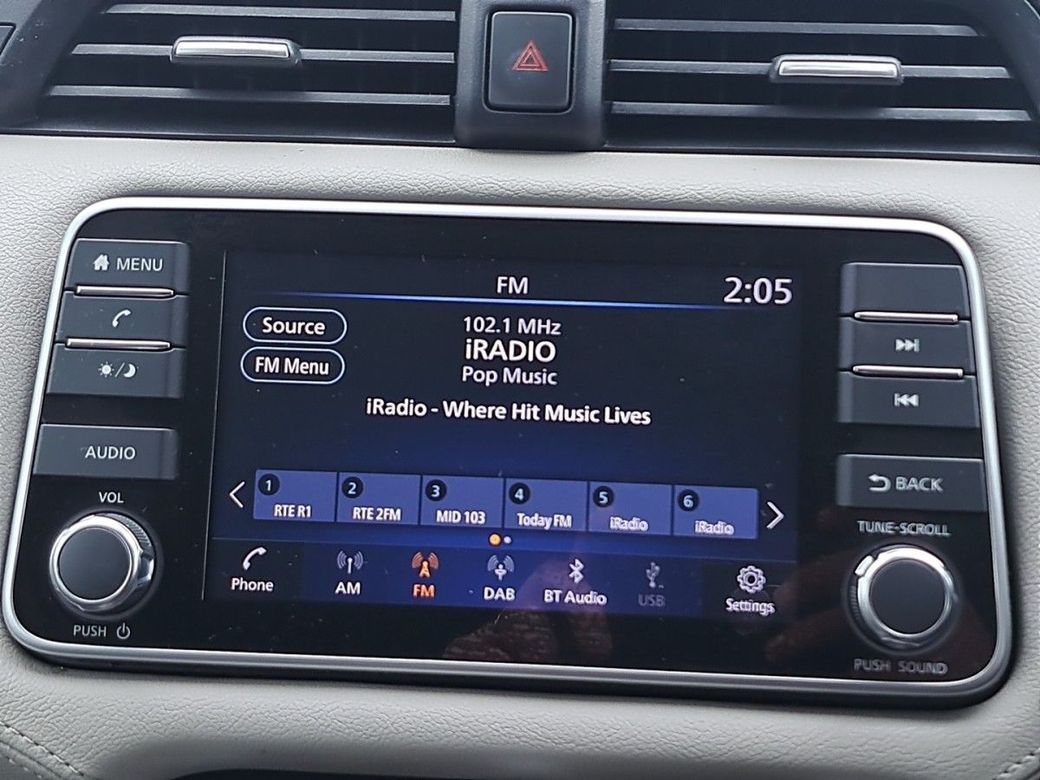 MENU
FM
2:05
Source
102.1 MHz
iRADIO
FM Menu
Pop Music
iRadio - Where Hit Music Lives
AUDIO
BACK
VOL
1 RTE R1
2 RTE 2FM
3 MID 103
4 Today FM
5 iRadio
6 iRadio
TUNE·SCROLL
Phone
AM
FM
DAB
BT Audio
USB
Settings
PUSH
PUSH SOUND